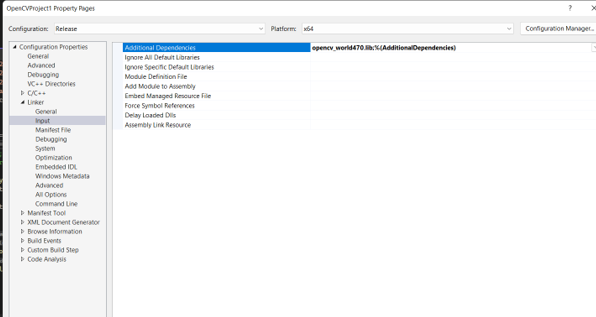 OpenCVProject1 Property Pages ? ×
Configuration: Release Platform: x64 Configuration Manager...
Configuration Properties
General
Advanced
Debugging
VC++ Directories
C/C++
Linker
General
Input
Manifest File
Debugging
System
Optimization
Embedded IDL
Windows Metadata
Advanced
All Options
Command Line
Manifest Tool
XML Document Generator
Browse Information
Build Events
Custom Build Step
Code Analysis
Additional Dependencies opencv_world470.lib;%(AdditionalDependencies)
Ignore All Default Libraries
Ignore Specific Default Libraries
Module Definition File
Add Module to Assembly
Embed Managed Resource File
Force Symbol References
Delay Loaded Dlls
Assembly Link Resource